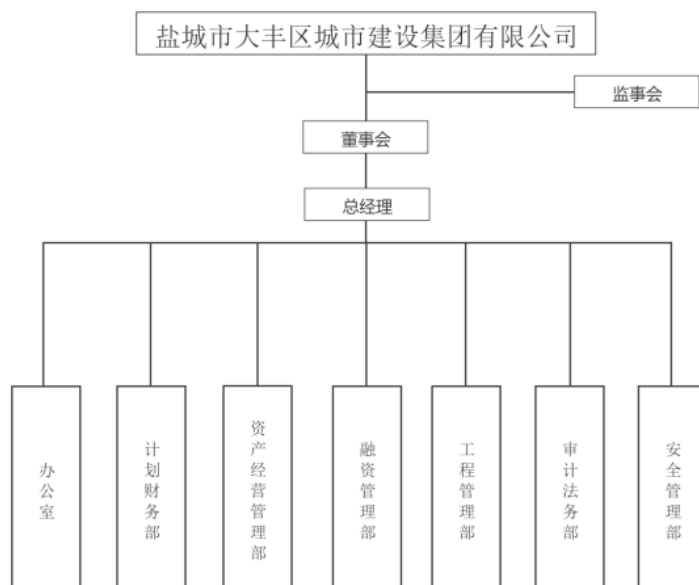 盐城市大丰区城市建设集团有限公司
监事会
董事会
总经理
办公室
计划财务部
资产经营管理部
融资管理部
工程管理部
审计法务部
安全管理部